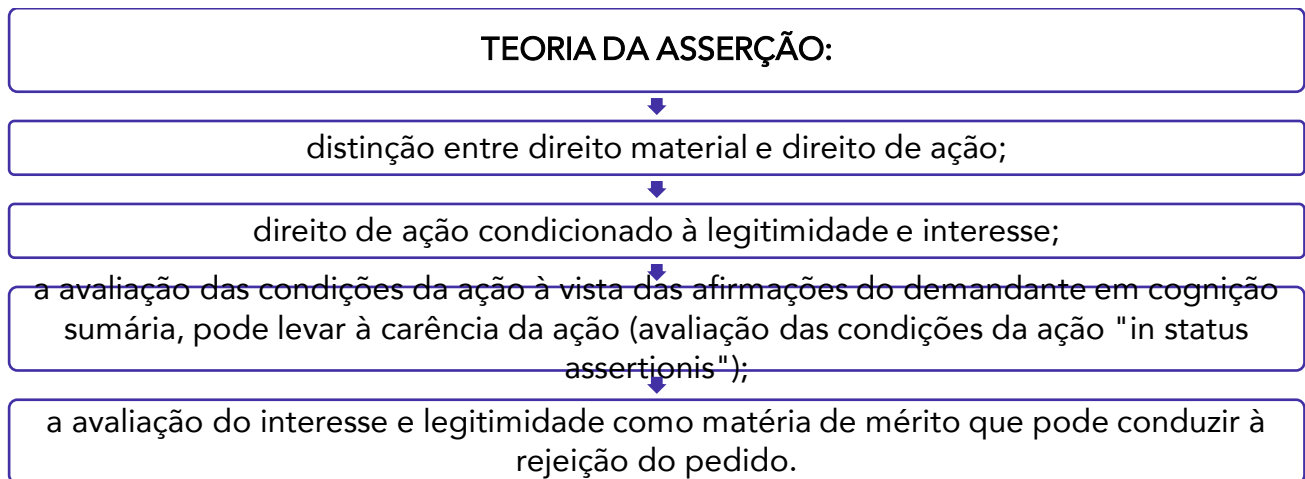 TEORIA DA ASSERÇÃO:
distinção entre direito material e direito de ação;
direito de ação condicionado à legitimidade e interesse;
a avaliação das condições da ação à vista das afirmações do demandante em cognição
sumária, pode levar à carência da ação (avaliação das condições da ação "in status
assertionis");
a avaliação do interesse e legitimidade como matéria de mérito que pode conduzir à
rejeição do pedido.